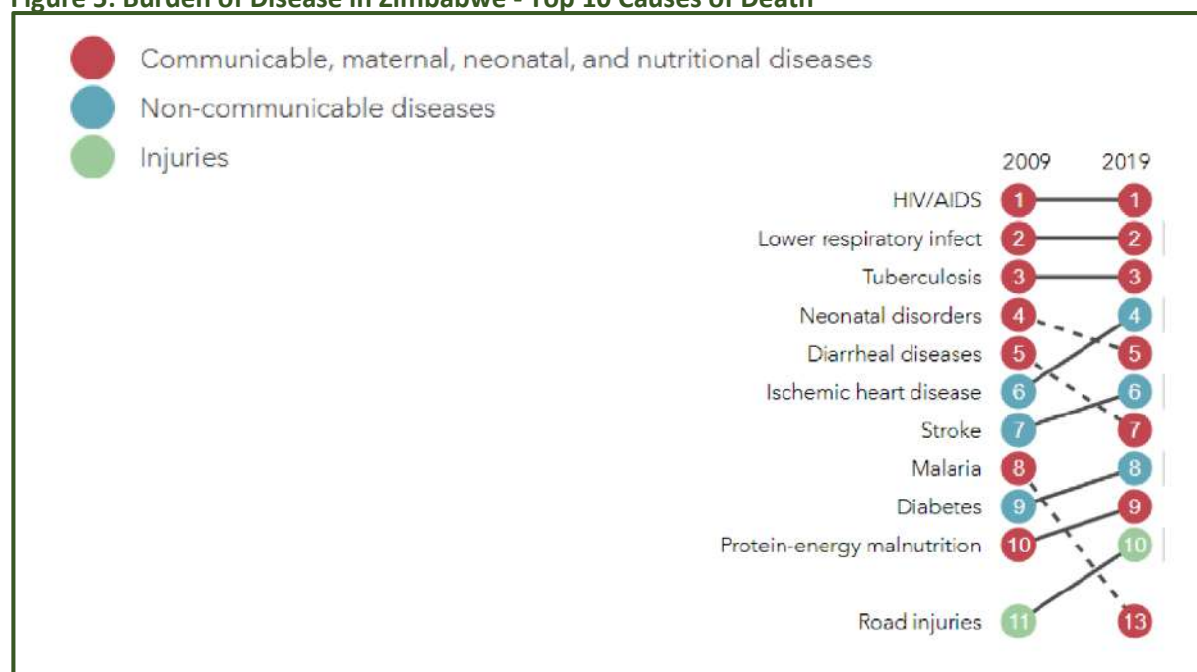 Figure 5: Burden of Disease in Zimbabwe - Top 10 Causes of Death
Communicable, maternal, neonatal, and nutritional diseases
Non-communicable diseases
Injuries
2009 2019
HIV/AIDS 1 1
Lower respiratory infect 2 2
Tuberculosis 3 3
Neonatal disorders 4 4
Diarrheal diseases 5 5
Ischemic heart disease 6 6
Stroke 7 7
Malaria 8 8
Diabetes 9 9
Protein-energy malnutrition 10 10
Road injuries 11 13